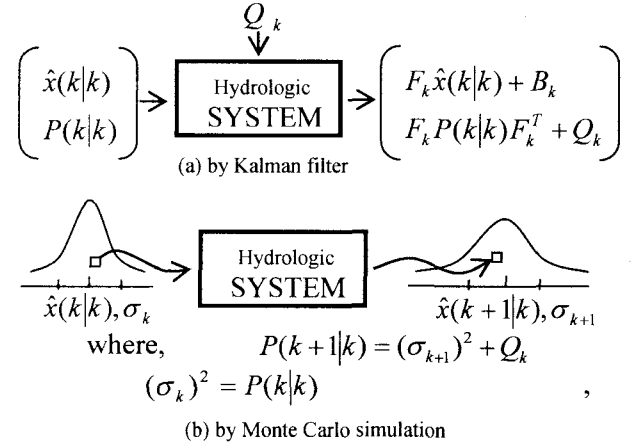 Q_k
x̂(k|k)
P(k|k)
Hydrologic
SYSTEM
F_k x̂(k|k) + B_k
F_k P(k|k) F_k^T + Q_k
(a) by Kalman filter
Hydrologic
SYSTEM
x̂(k|k), σ_k
x̂(k+1|k), σ_{k+1}
where, P(k+1|k) = (σ_{k+1})^2 + Q_k
(σ_k)^2 = P(k|k) ,
(b) by Monte Carlo simulation